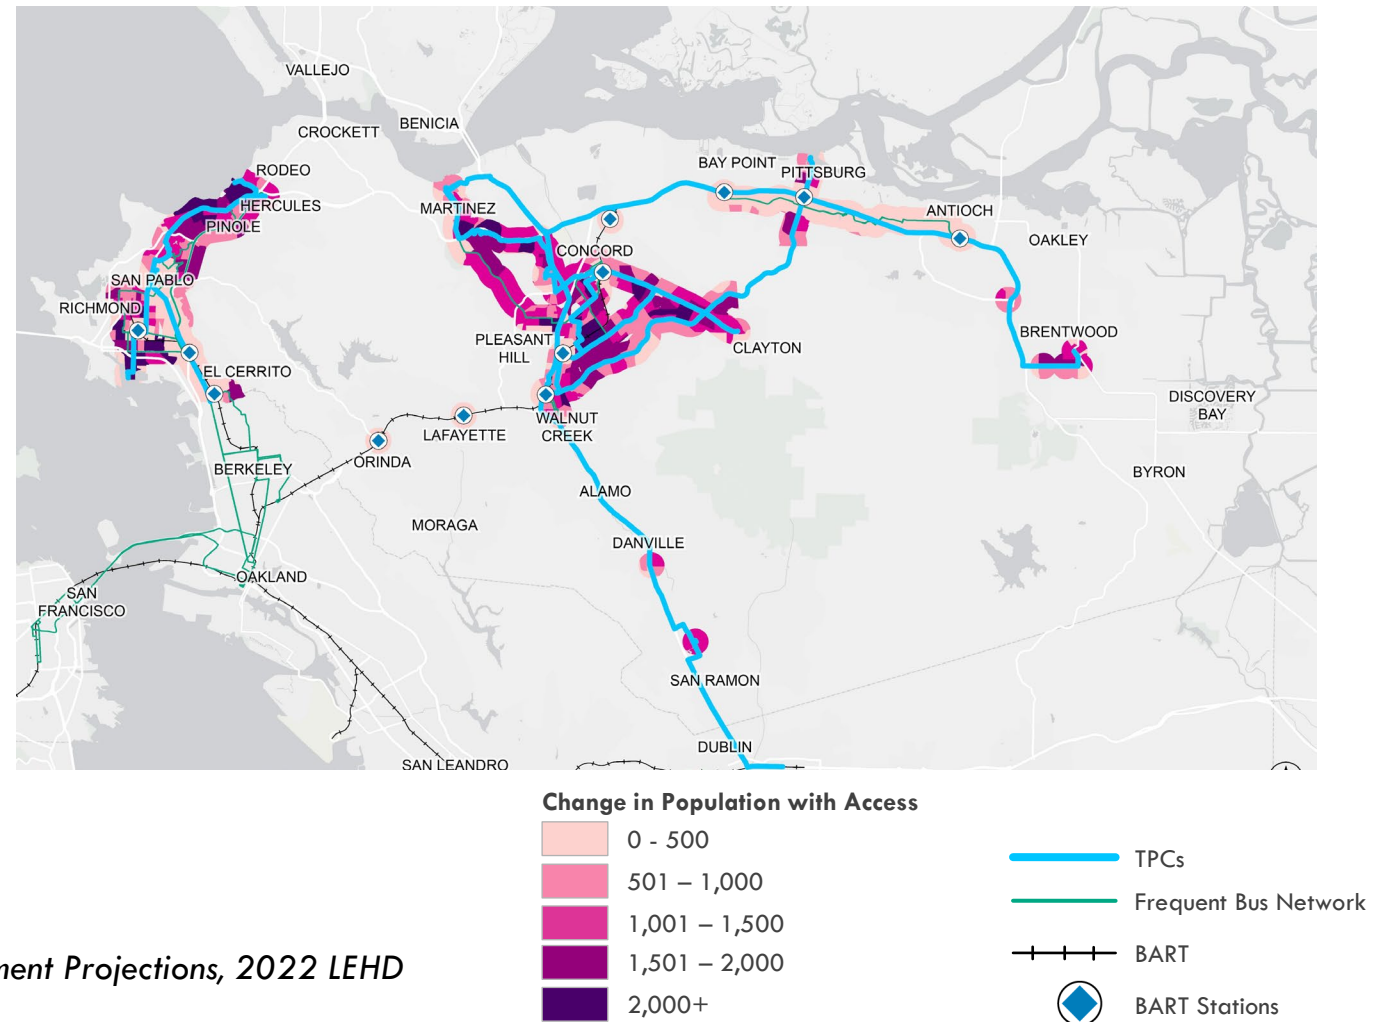 VALLEJO
BENICIA
CROCKETT
RODEO
HERCULES
PINOLE
SAN PABLO
RICHMOND
EL CERRITO
MARTINEZ
CONCORD
BAY POINT
PITTSBURG
ANTIOCH
OAKLEY
PLEASANT
HILL
CLAYTON
BRENTWOOD
DISCOVERY
BAY
WALNUT
CREEK
LAFAYETTE
ORINDA
BERKELEY
BYRON
ALAMO
MORAGA
DANVILLE
OAKLAND
SAN
FRANCISCO
SAN RAMON
DUBLIN
SAN LEANDRO
Change in Population with Access
0 - 500
501 – 1,000
1,001 – 1,500
1,501 – 2,000
2,000+
TPCs
Frequent Bus Network
BART
BART Stations
Projections, 2022 LEHD